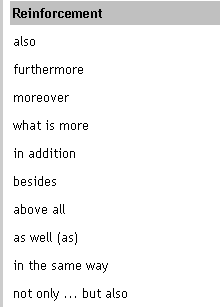 Reinforcement
also
furthermore
moreover
what is more
in addition
besides
above all
as well (as)
in the same way
not only ... but also